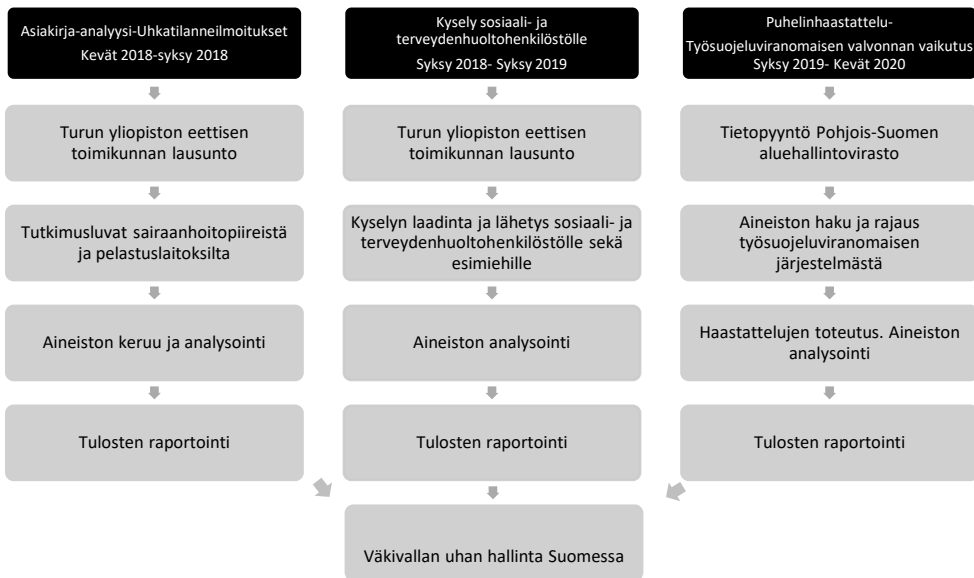 Asiakirja-analyysi-Uhkatilanneilmoitukset
Kevät 2018-syksy 2018
Turun yliopiston eettisen
toimikunnan lausunto
Tutkimusluvat sairaanhoitopiireistä
ja pelastuslaitoksilta
Aineiston keruu ja analysointi
Tulosten raportointi
Kysely sosiaali- ja
terveydenhuoltohenkilöstölle
Syksy 2018- Syksy 2019
Turun yliopiston eettisen
toimikunnan lausunto
Kyselyn laadinta ja lähetys sosiaali- ja
terveydenhuoltohenkilöstölle sekä
esimiehille
Aineiston analysointi
Tulosten raportointi
Puhelinhaastattelu-
Työsuojeluviranomaisen valvonnan vaikutus
Syksy 2019- Kevät 2020
Tietopyyntö Pohjois-Suomen
aluehallintovirasto
Aineiston haku ja rajaus
työsuojeluviranomaisen
järjestelmästä
Haastattelujen toteutus. Aineiston
analysointi
Tulosten raportointi
Väkivallan uhan hallinta Suomessa